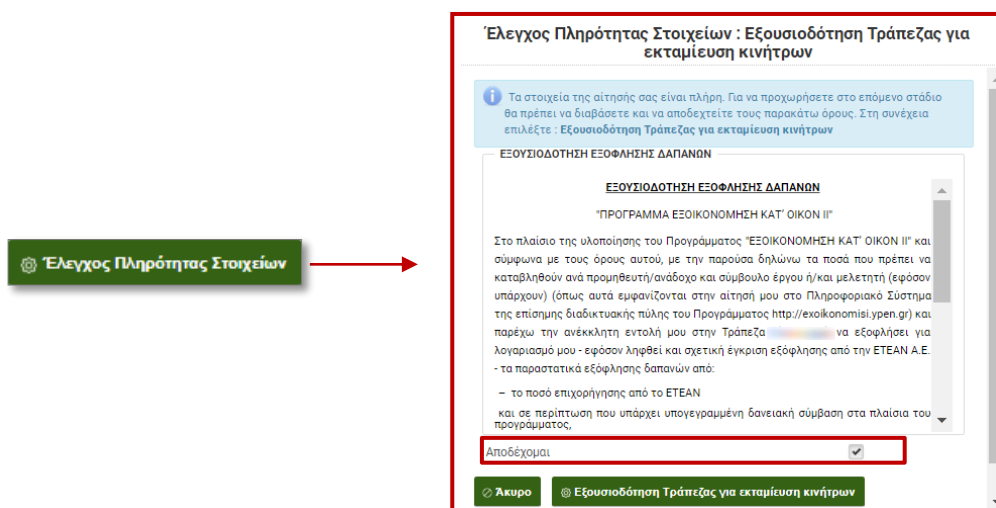 Έλεγχος Πληρότητας Στοιχείων : Εξουσιοδότηση Τράπεζας για
εκταμίευση κινήτρων
Τα στοιχεία της αίτησής σας είναι πλήρη. Για να προχωρήσετε στο επόμενο στάδιο
θα πρέπει να διαβάσετε και να αποδεχτείτε τους παρακάτω όρους. Στη συνέχεια
επιλέξτε : Εξουσιοδότηση Τράπεζας για εκταμίευση κινήτρων
ΕΞΟΥΣΙΟΔΟΤΗΣΗ ΕΞΟΦΛΗΣΗΣ ΔΑΠΑΝΩΝ
ΕΞΟΥΣΙΟΔΟΤΗΣΗ ΕΞΟΦΛΗΣΗΣ ΔΑΠΑΝΩΝ
"ΠΡΟΓΡΑΜΜΑ ΕΞΟΙΚΟΝΟΜΗΣΗ ΚΑΤ' ΟΙΚΟΝ ΙΙ"
Στο πλαίσιο της υλοποίησης του Προγράμματος "ΕΞΟΙΚΟΝΟΜΗΣΗ ΚΑΤ' ΟΙΚΟΝ ΙΙ" και
σύμφωνα με τους όρους αυτού, με την παρούσα δηλώνω τα ποσά που πρέπει να
καταβληθούν ανά προμηθευτή/ανάδοχο και σύμβουλο έργου ή/και μελετητή (εφόσον
υπάρχουν) (όπως αυτά εμφανίζονται στην αίτησή μου στο Πληροφοριακό Σύστημα
της επίσημης διαδικτυακής πύλης του Προγράμματος http://exoikonomisi.ypen.gr) και
παρέχω την ανέκκλητη εντολή μου στην Τράπεζα να εξοφλήσει για
λογαριασμό μου - εφόσον ληφθεί και σχετική έγκριση εξόφλησης από την ΕΤΕΑΝ Α.Ε.
- τα παραστατικά εξόφλησης δαπανών από:
– το ποσό επιχορήγησης από το ΕΤΕΑΝ
και σε περίπτωση που υπάρχει υπογεγραμμένη δανειακή σύμβαση στα πλαίσια του
προγράμματος,
Αποδέχομαι
Άκυρο
Εξουσιοδότηση Τράπεζας για εκταμίευση κινήτρων
Έλεγχος Πληρότητας Στοιχείων